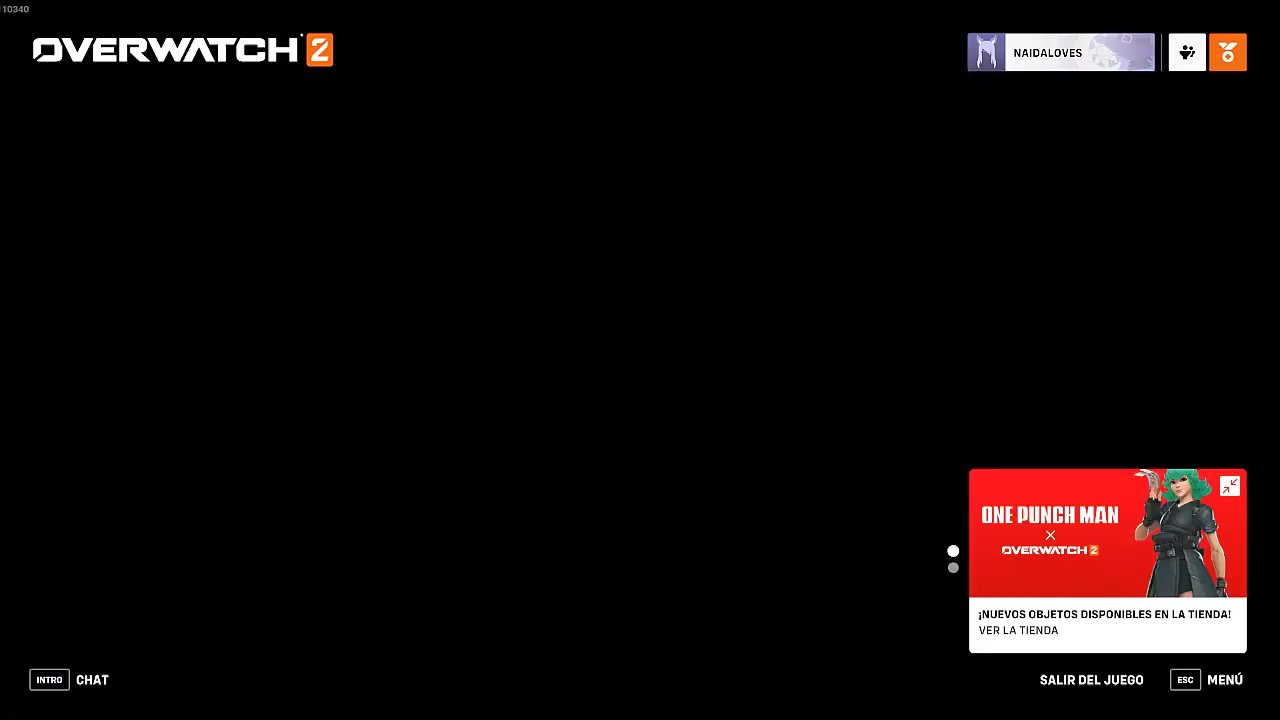 10340
OVERWATCH 2
NAIDALOVES
ONE PUNCH MAN
X
OVERWATCH 2
¡NUEVOS OBJETOS DISPONIBLES EN LA TIENDA!
VER LA TIENDA
INTRO CHAT
SALIR DEL JUEGO
ESC MENÚ